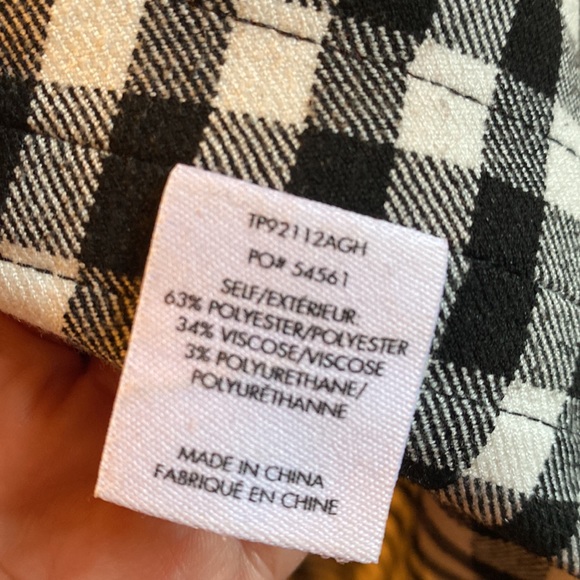 TP92112AGH
PO# 54561
SELF/EXTÉRIEUR
63% POLYESTER/POLYESTER
34% VISCOSE/VISCOSE
3% POLYURETHANE/
POLYURÉTHANNE
MADE IN CHINA
FABRIQUÉ EN CHINE